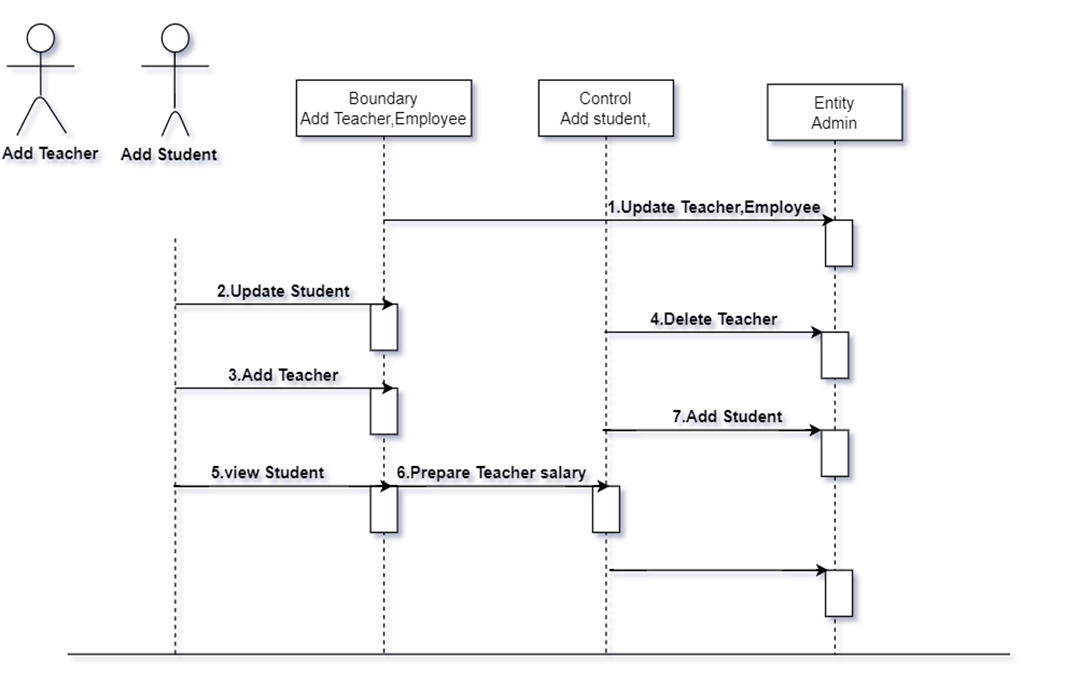 Add Teacher
Add Student
Boundary
Add Teacher,Employee
Control
Add student,
Entity
Admin
1.Update Teacher,Employee
2.Update Student
4.Delete Teacher
3.Add Teacher
7.Add Student
5.view Student
6.Prepare Teacher salary